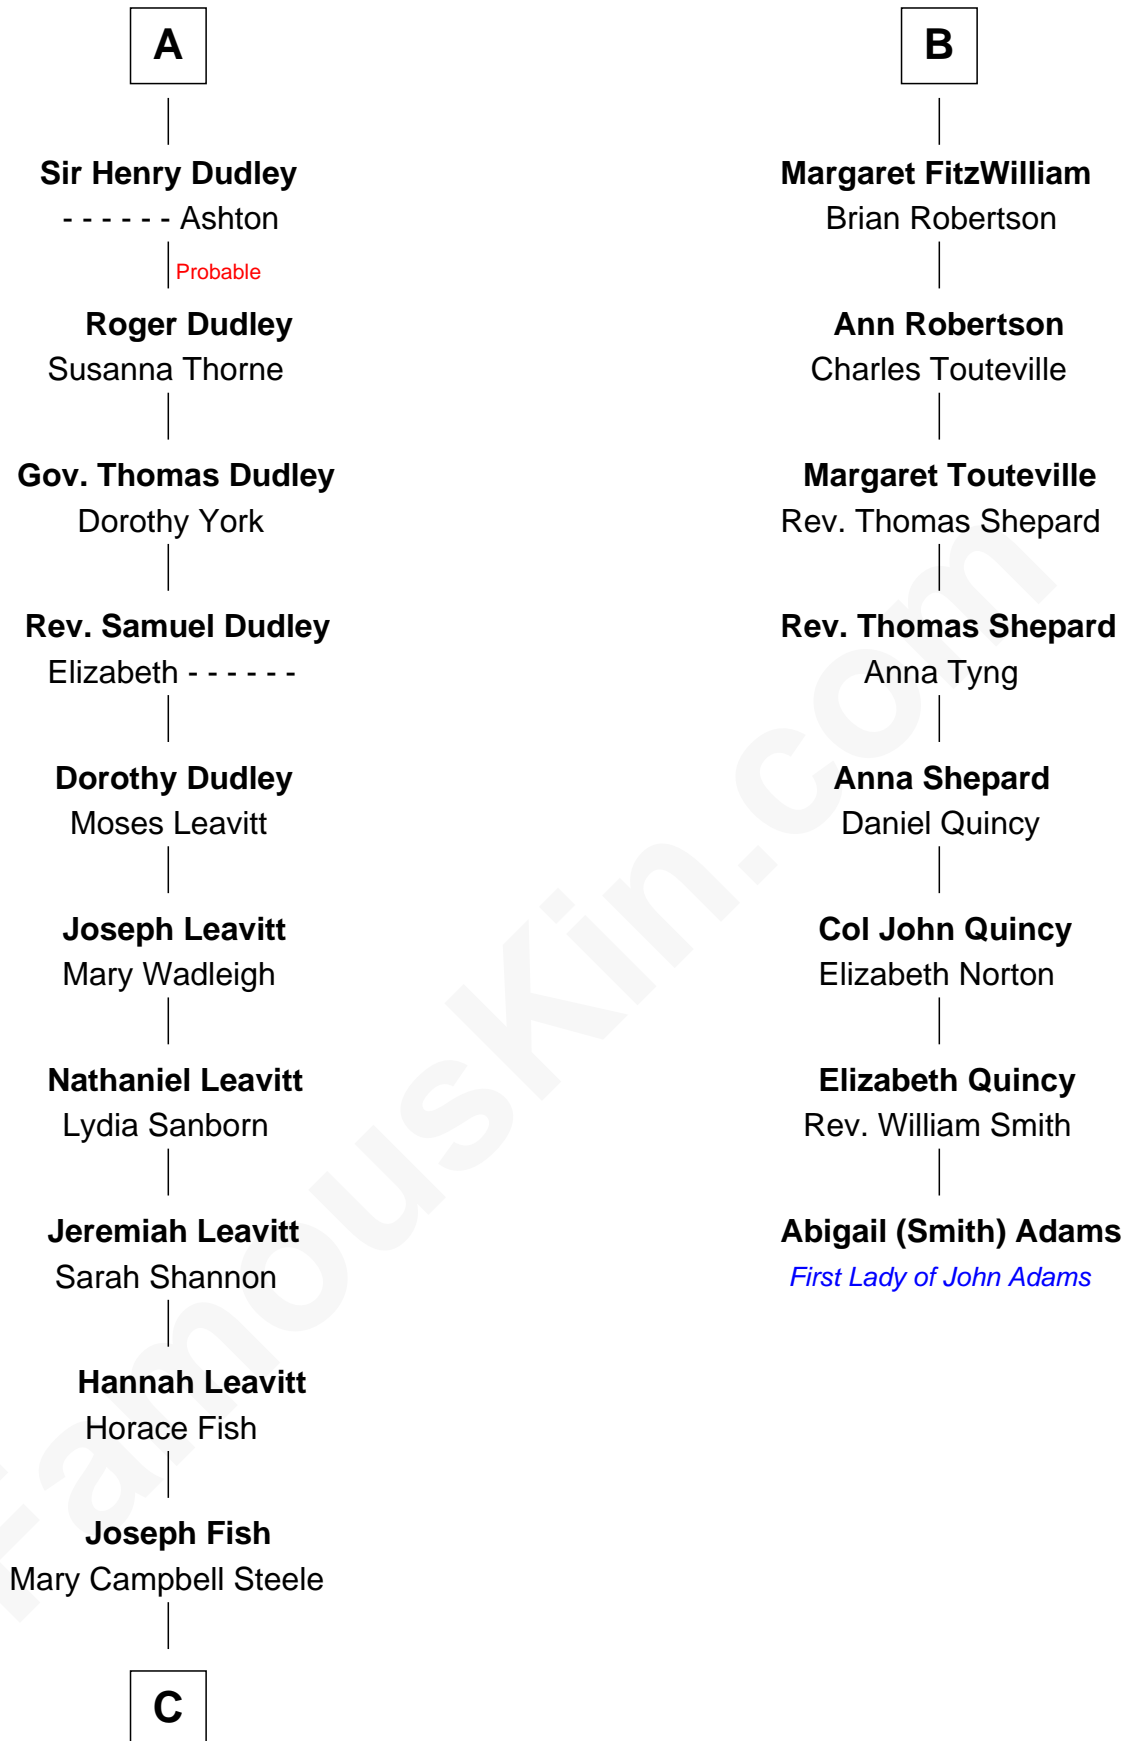 A
Sir Henry Dudley
- - - - - - Ashton
Probable
Roger Dudley
Susanna Thorne
Gov. Thomas Dudley
Dorothy York
Rev. Samuel Dudley
Elizabeth - - - - - -
Dorothy Dudley
Moses Leavitt
Joseph Leavitt
Mary Wadleigh
Nathaniel Leavitt
Lydia Sanborn
Jeremiah Leavitt
Sarah Shannon
Hannah Leavitt
Horace Fish
Joseph Fish
Mary Campbell Steele
C
B
Margaret FitzWilliam
Brian Robertson
Ann Robertson
Charles Touteville
Margaret Touteville
Rev. Thomas Shepard
Rev. Thomas Shepard
Anna Tyng
Anna Shepard
Daniel Quincy
Col John Quincy
Elizabeth Norton
Elizabeth Quincy
Rev. William Smith
Abigail (Smith) Adams
First Lady of John Adams
FamousKin.com